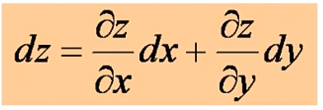 dz = ∂z/∂x dx + ∂z/∂y dy